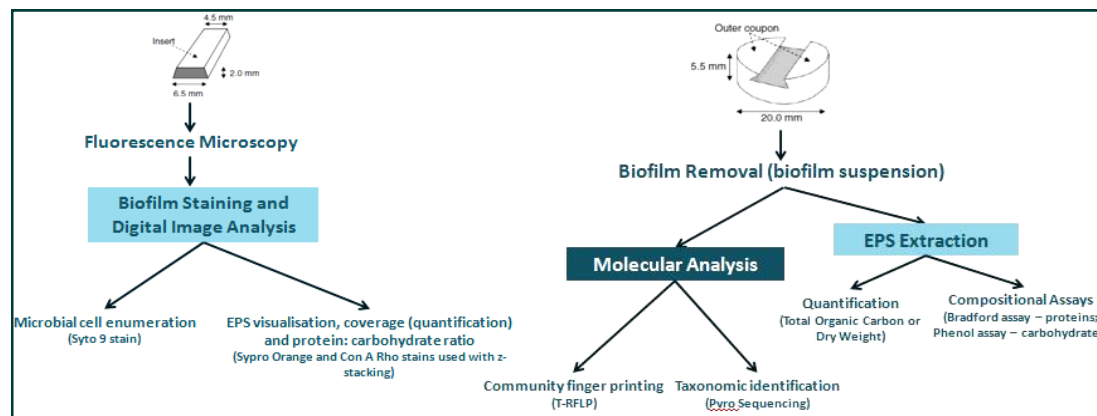 4.5 mm
Insert
2.0 mm
6.5 mm
Fluorescence Microscopy
Biofilm Staining and
Digital Image Analysis
Microbial cell enumeration
(Syto 9 stain)
EPS visualisation, coverage (quantification)
and protein: carbohydrate ratio
(Sypro Orange and Con A Rho stains used with z-
stacking)
Outer coupon
5.5 mm
20.0 mm
Biofilm Removal (biofilm suspension)
Molecular Analysis
EPS Extraction
Community finger printing
(T-RFLP)
Taxonomic identification
(Pyro Sequencing)
Quantification
(Total Organic Carbon or
Dry Weight)
Compositional Assays
(Bradford assay – proteins;
Phenol assay – carbohydrate